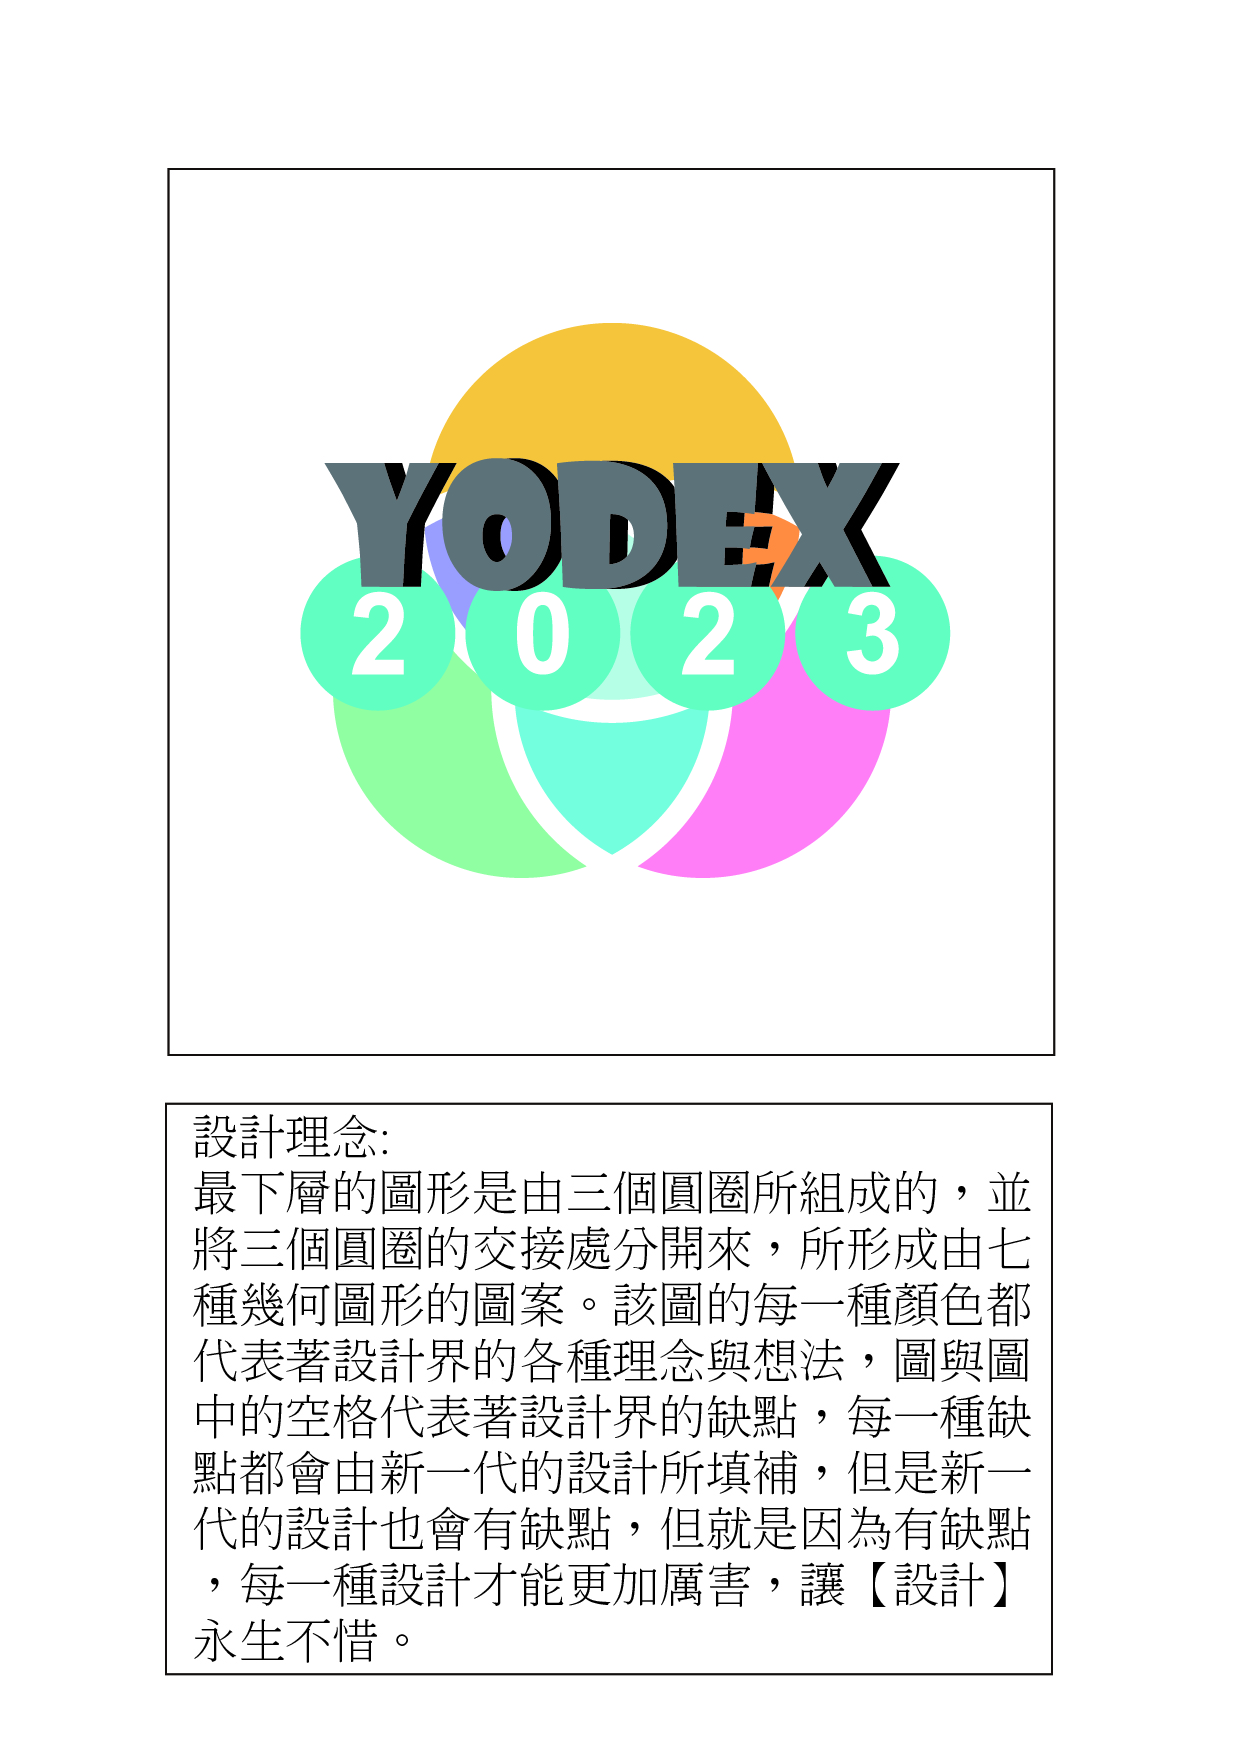 YODEX
2023
設計理念:
最下層的圖形是由三個圓圈所組成的，並
將三個圓圈的交接處分開來，所形成由七
種幾何圖形的圖案。該圖的每一種顏色都
代表著設計界的各種理念與想法，圖與圖
中的空格代表著設計界的缺點，每一種缺
點都會由新一代的設計所填補，但是新一
代的設計也會有缺點，但就是因為有缺點
，每一種設計才能更加厲害，讓【設計】
永生不惜。